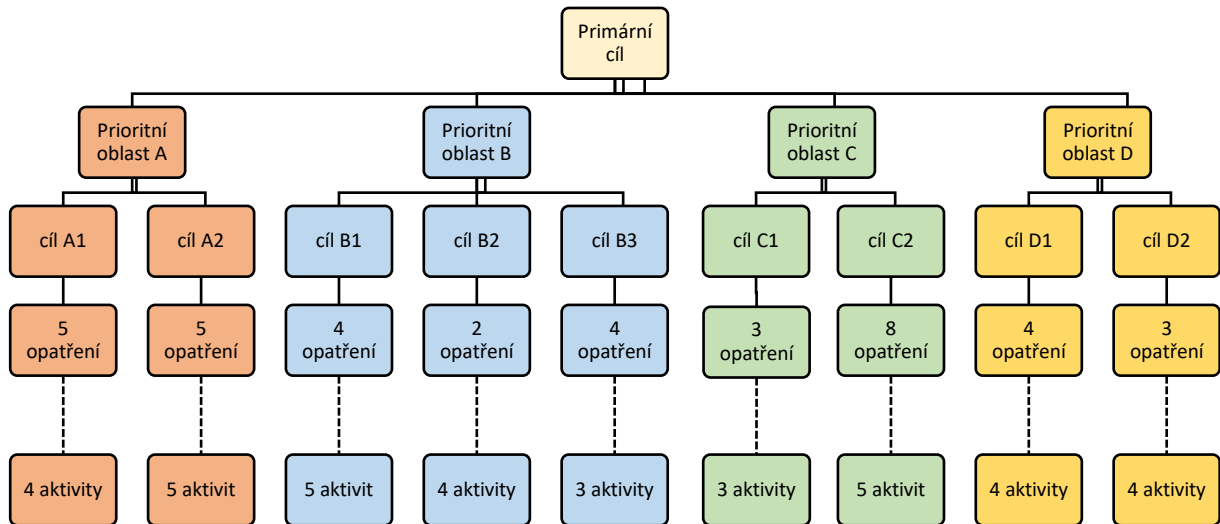 Primární
cíl
Prioritní
oblast A
Prioritní
oblast B
Prioritní
oblast C
Prioritní
oblast D
cíl A1
cíl A2
cíl B1
cíl B2
cíl B3
cíl C1
cíl C2
cíl D1
cíl D2
5
opatření
5
opatření
4
opatření
2
opatření
4
opatření
3
opatření
8
opatření
4
opatření
3
opatření
4 aktivity
5 aktivit
5 aktivit
4 aktivity
3 aktivity
3 aktivity
5 aktivit
4 aktivity
4 aktivity